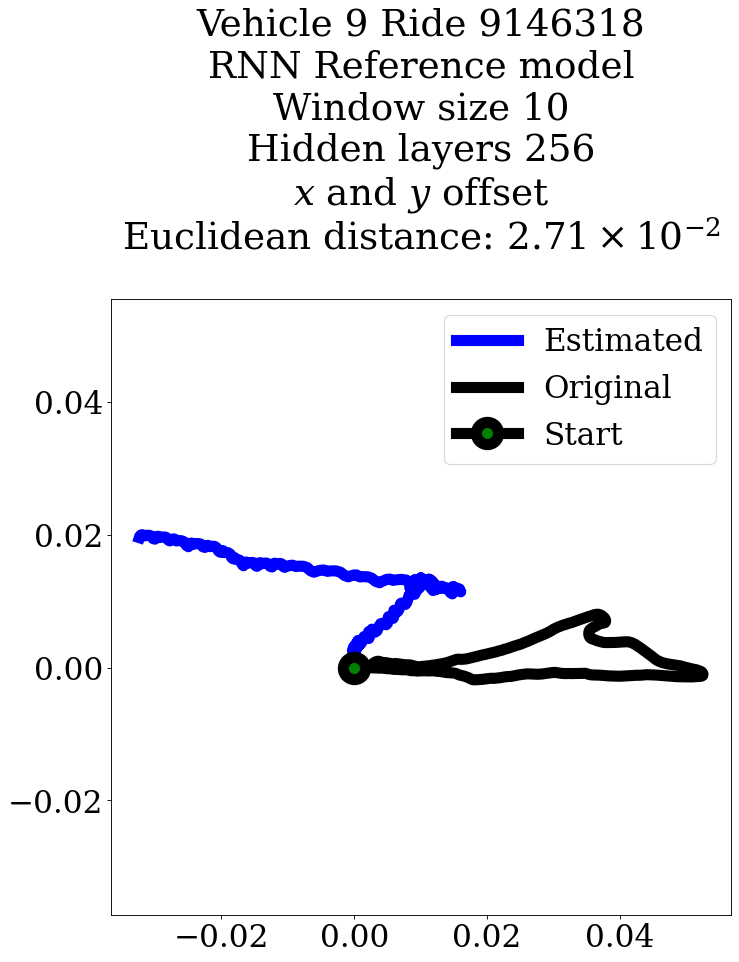 Vehicle 9 Ride 9146318
RNN Reference model
Window size 10
Hidden layers 256
x and y offset
Euclidean distance: 2.71 × 10⁻²
Estimated
Original
Start
0.04
0.02
0.00
−0.02
−0.02 0.00 0.02 0.04